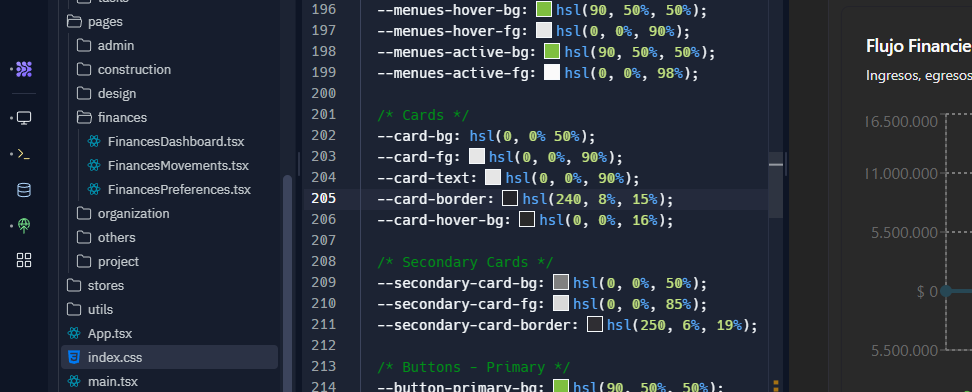 tasks
pages
admin
construction
design
finances
FinancesDashboard.tsx
FinancesMovements.tsx
FinancesPreferences.tsx
organization
others
project
stores
utils
App.tsx
index.css
main.tsx
196 --menues-hover-bg: hsl(90, 50%, 50%);
197 --menues-hover-fg: hsl(0, 0%, 90%);
198 --menues-active-bg: hsl(90, 50%, 50%);
199 --menues-active-fg: hsl(0, 0%, 98%);
200
201 /* Cards */
202 --card-bg: hsl(0, 0% 50%);
203 --card-fg: hsl(0, 0%, 90%);
204 --card-text: hsl(0, 0%, 90%);
205 --card-border: hsl(240, 8%, 15%);
206 --card-hover-bg: hsl(0, 0%, 16%);
207
208 /* Secondary Cards */
209 --secondary-card-bg: hsl(0, 0%, 50%);
210 --secondary-card-fg: hsl(0, 0%, 85%);
211 --secondary-card-border: hsl(250, 6%, 19%);
212
213 /* Buttons - Primary */
214 --button-primary-bg: hsl(90, 50%, 50%);
Flujo Financie
Ingresos, egresos
16.500.000
11.000.000
5.500.000
$ 0
5.500.000